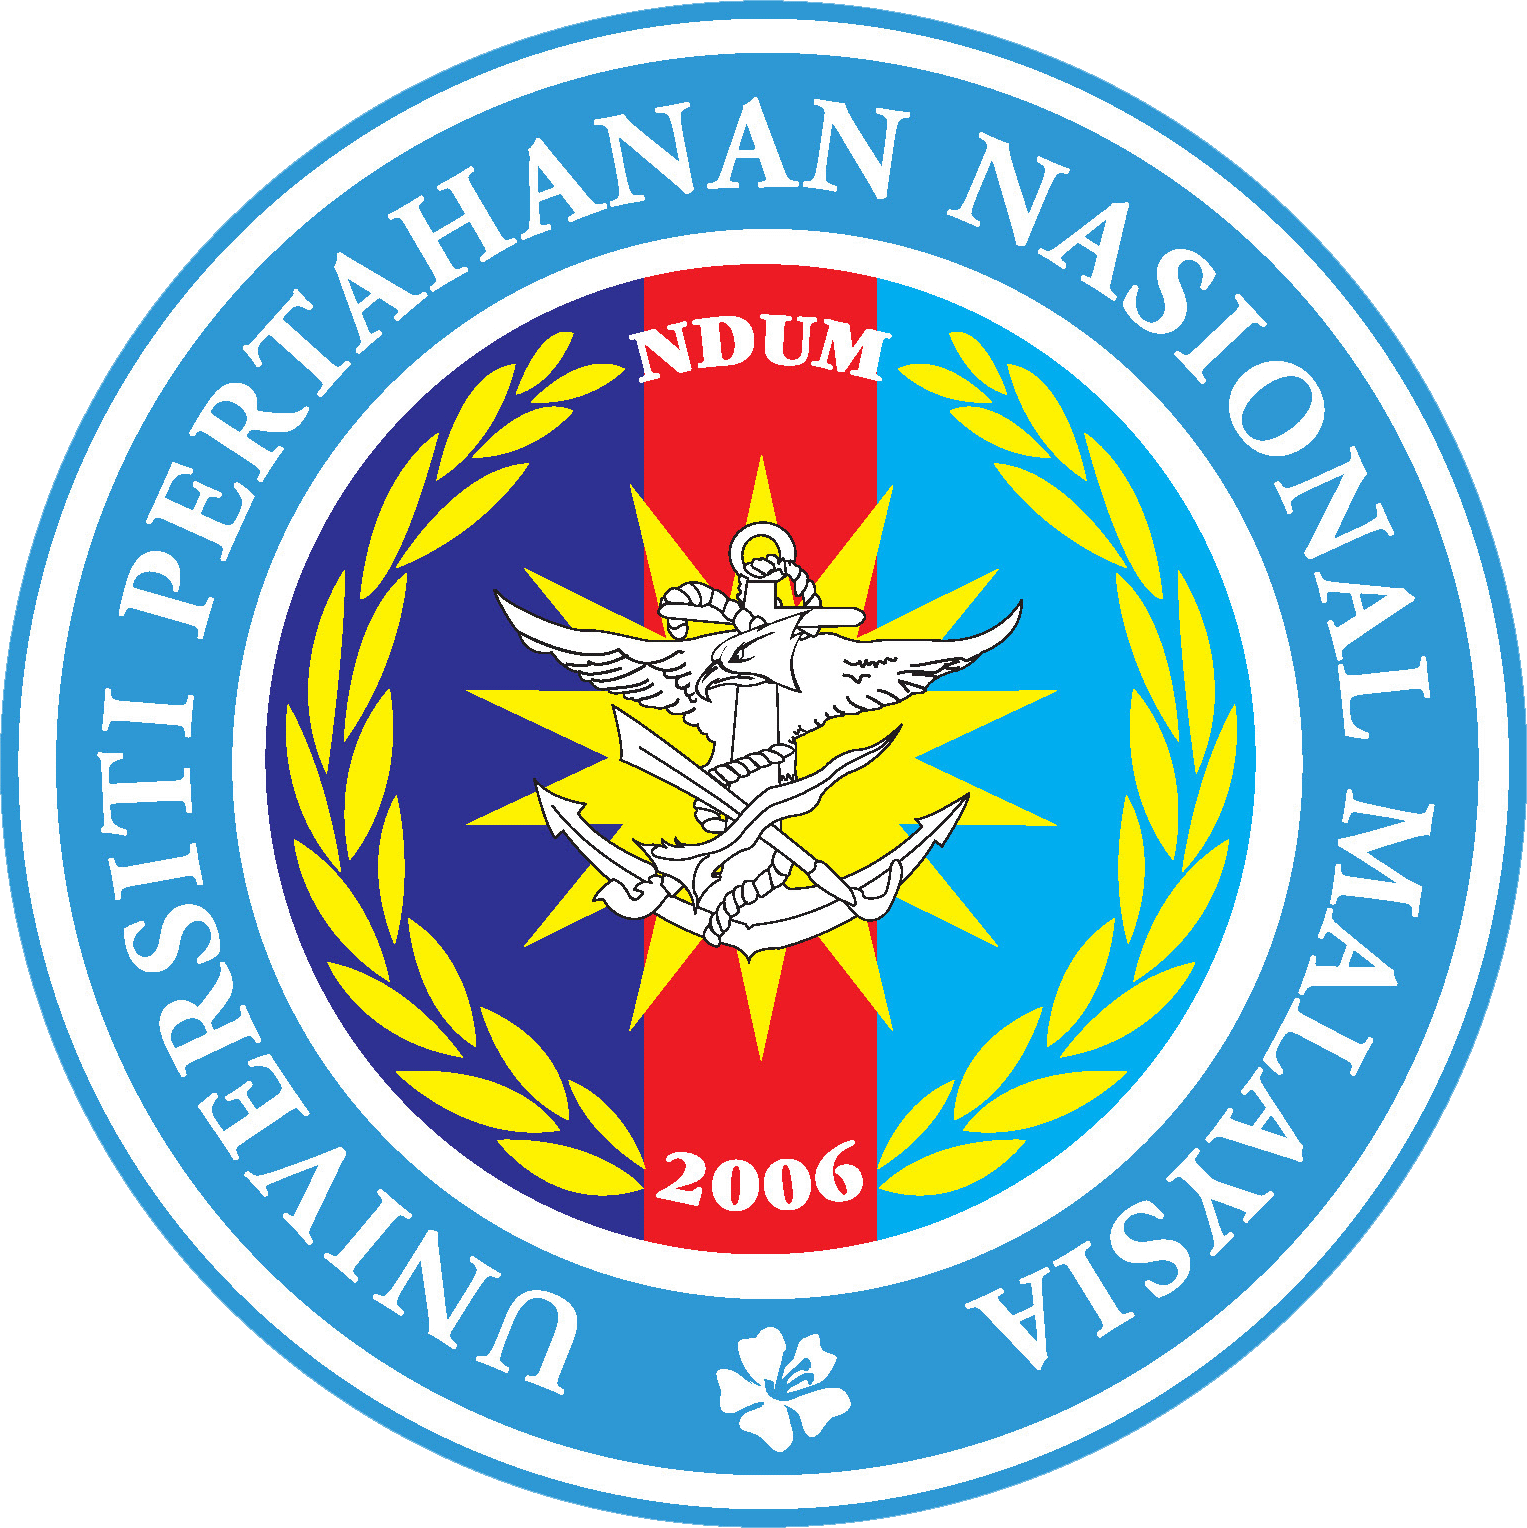 UNIVERSITI PERTAHANAN NASIONAL MALAYSIA
NDUM
2006